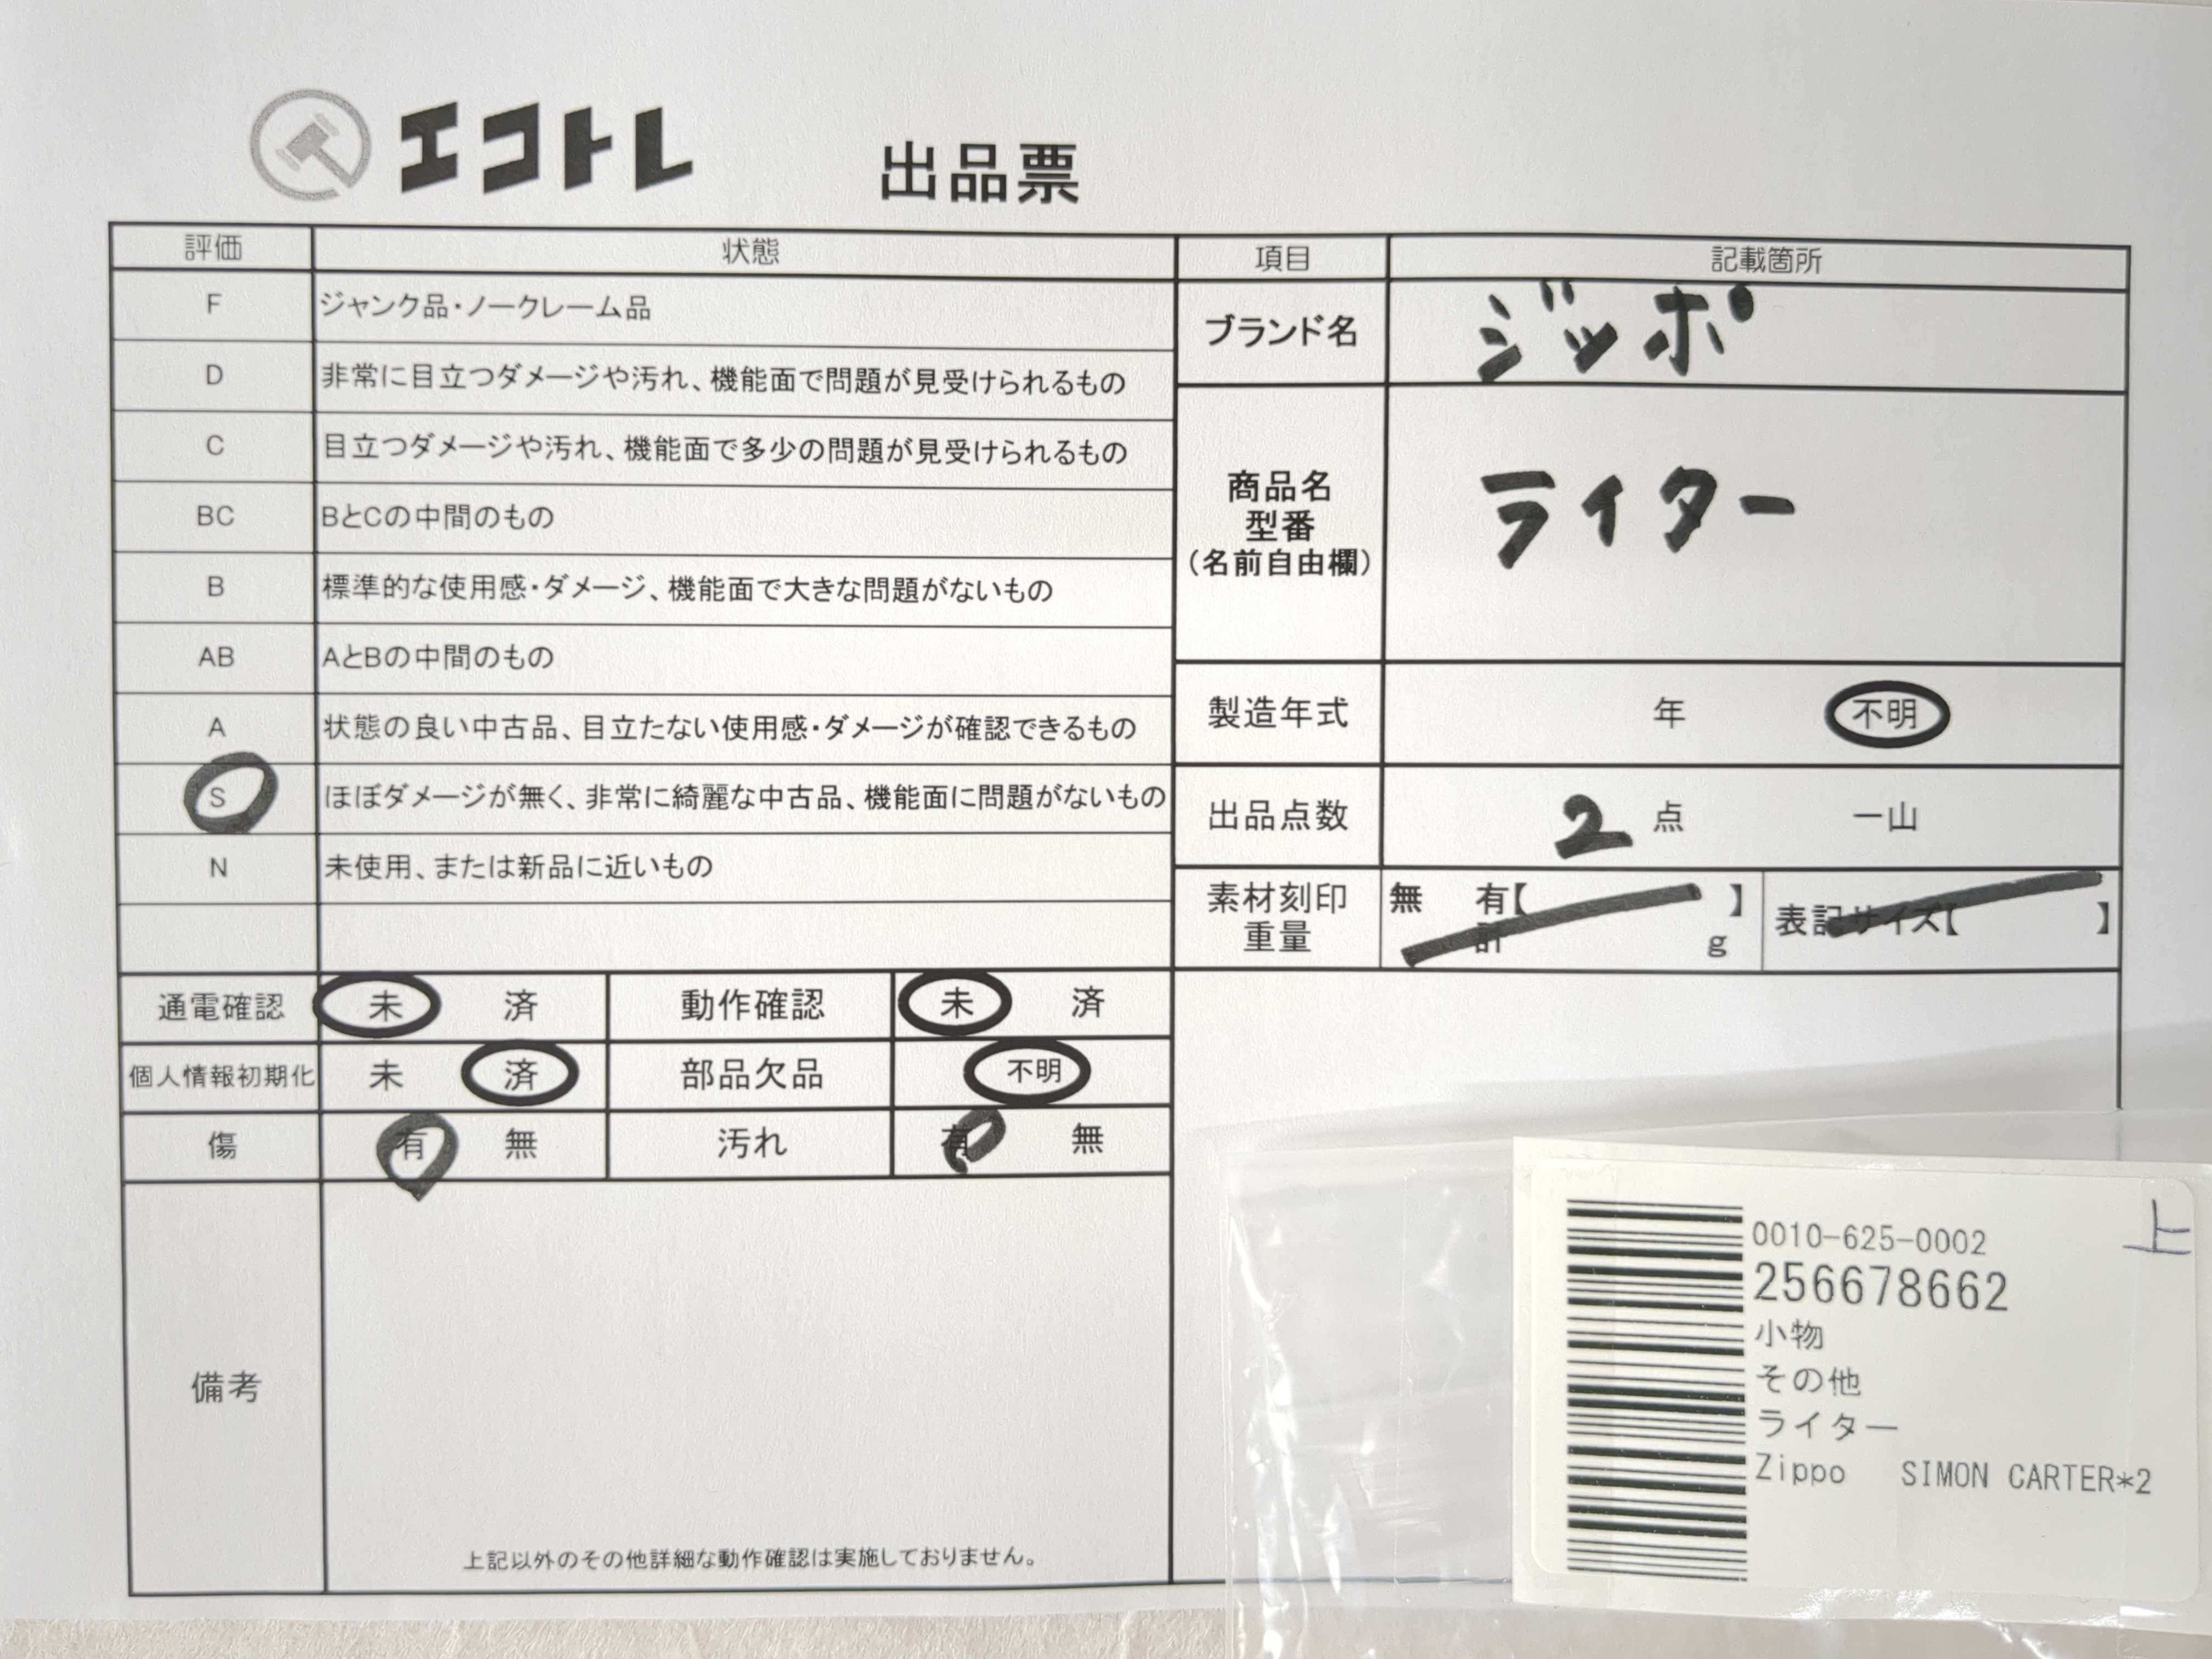 エコトレ 出品票
評価 状態
F ジャンク品・ノークレーム品
D 非常に目立つダメージや汚れ、機能面で問題が見受けられるもの
C 目立つダメージや汚れ、機能面で多少の問題が見受けられるもの
BC BとCの中間のもの
B 標準的な使用感・ダメージ、機能面で大きな問題がないもの
AB AとBの中間のもの
A 状態の良い中古品、目立たない使用感・ダメージが確認できるもの
S ほぼダメージが無く、非常に綺麗な中古品、機能面に問題がないもの
N 未使用、または新品に近いもの
項目 記載箇所
ブランド名 ジッポ
商品名
型番
(名前自由欄)
ライター
製造年式 年 不明
出品点数 2 点 一山
素材刻印 無 有【 】
重量 計 g
表記サイズ【 】
通電確認 未 済 動作確認 未 済
個人情報初期化 未 済 部品欠品 不明
傷 有 無 汚れ 有 無
備考
上記以外のその他詳細な動作確認は実施しておりません。
上
0010-625-0002
256678662
小物
その他
ライター
Zippo SIMON CARTER*2